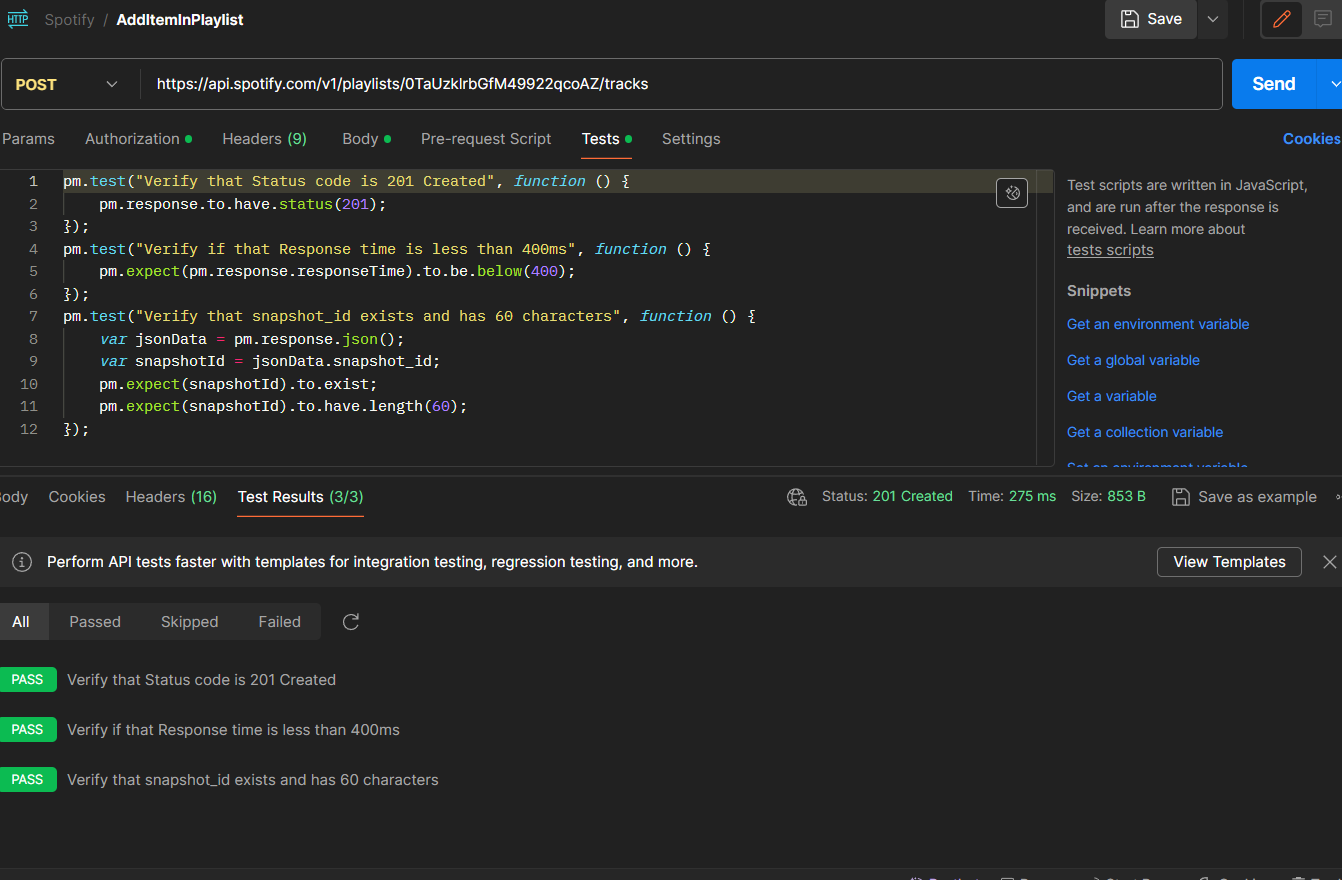 HTTP Spotify / AddItemInPlaylist Save
POST https://api.spotify.com/v1/playlists/0TaUzklrbGfM49922qcoAZ/tracks Send
Params Authorization Headers (9) Body Pre-request Script Tests Settings Cookies
1 pm.test("Verify that Status code is 201 Created", function () {
2 pm.response.to.have.status(201);
3 });
4 pm.test("Verify if that Response time is less than 400ms", function () {
5 pm.expect(pm.response.responseTime).to.be.below(400);
6 });
7 pm.test("Verify that snapshot_id exists and has 60 characters", function () {
8 var jsonData = pm.response.json();
9 var snapshotId = jsonData.snapshot_id;
10 pm.expect(snapshotId).to.exist;
11 pm.expect(snapshotId).to.have.length(60);
12 });
Test scripts are written in JavaScript,
and are run after the response is
received. Learn more about
tests scripts
Snippets
Get an environment variable
Get a global variable
Get a variable
Get a collection variable
Set an environment variable
ody Cookies Headers (16) Test Results (3/3) Status: 201 Created Time: 275 ms Size: 853 B Save as example
Perform API tests faster with templates for integration testing, regression testing, and more. View Templates
All Passed Skipped Failed
PASS Verify that Status code is 201 Created
PASS Verify if that Response time is less than 400ms
PASS Verify that snapshot_id exists and has 60 characters